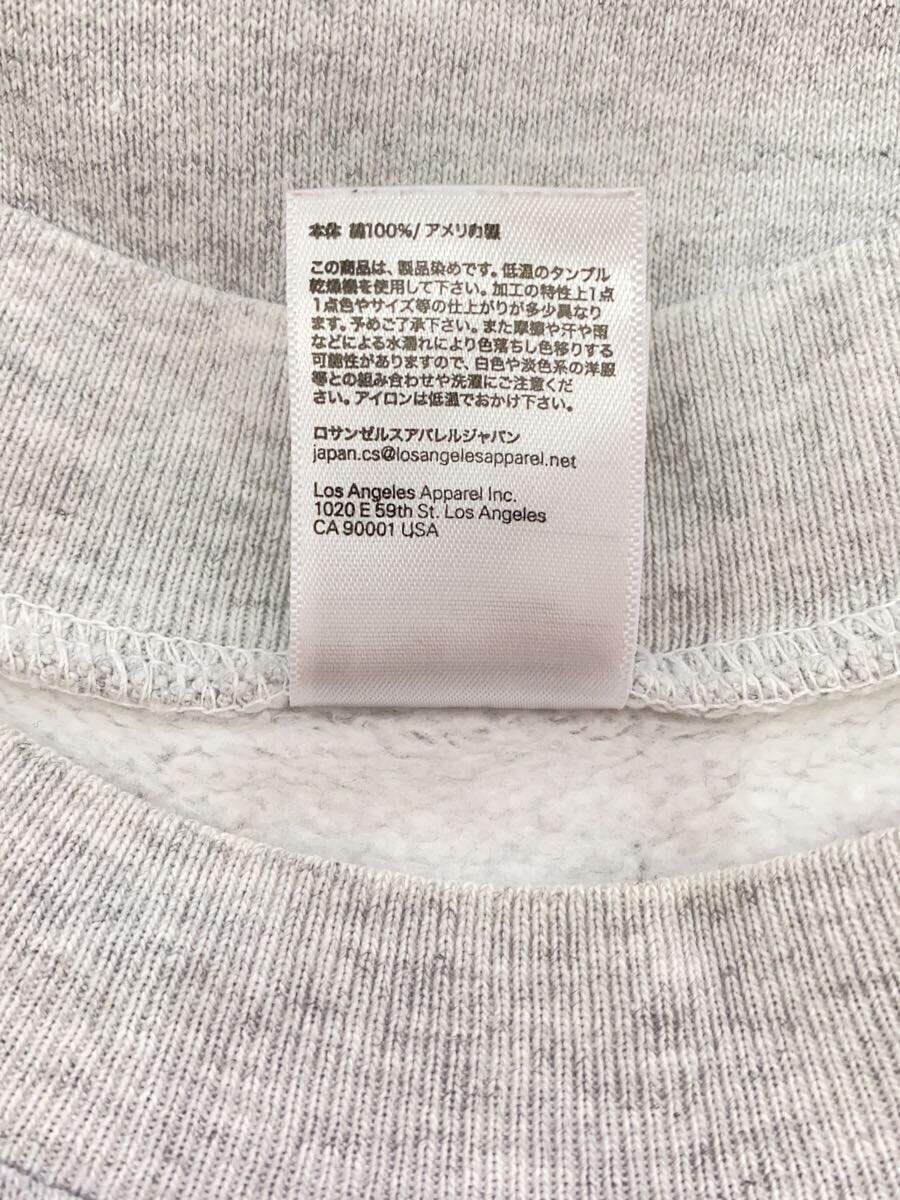 本体 綿100%/ アメリカ製
この商品は、製品染めです。低温のタンブル
乾燥機を使用して下さい。加工の特性上1点
1点色やサイズ等の仕上がりが多少異なり
ます。予めご了承下さい。また摩擦や汗や雨
などによる水濡れにより色落ちし色移りする
可能性がありますので、白色や淡色系の洋服
等との組み合わせや洗濯にご注意くだ
さい。アイロンは低温でおかけ下さい。
ロサンゼルスアパレルジャパン
japan.cs@losangelesapparel.net
Los Angeles Apparel Inc.
1020 E 59th St. Los Angeles
CA 90001 USA